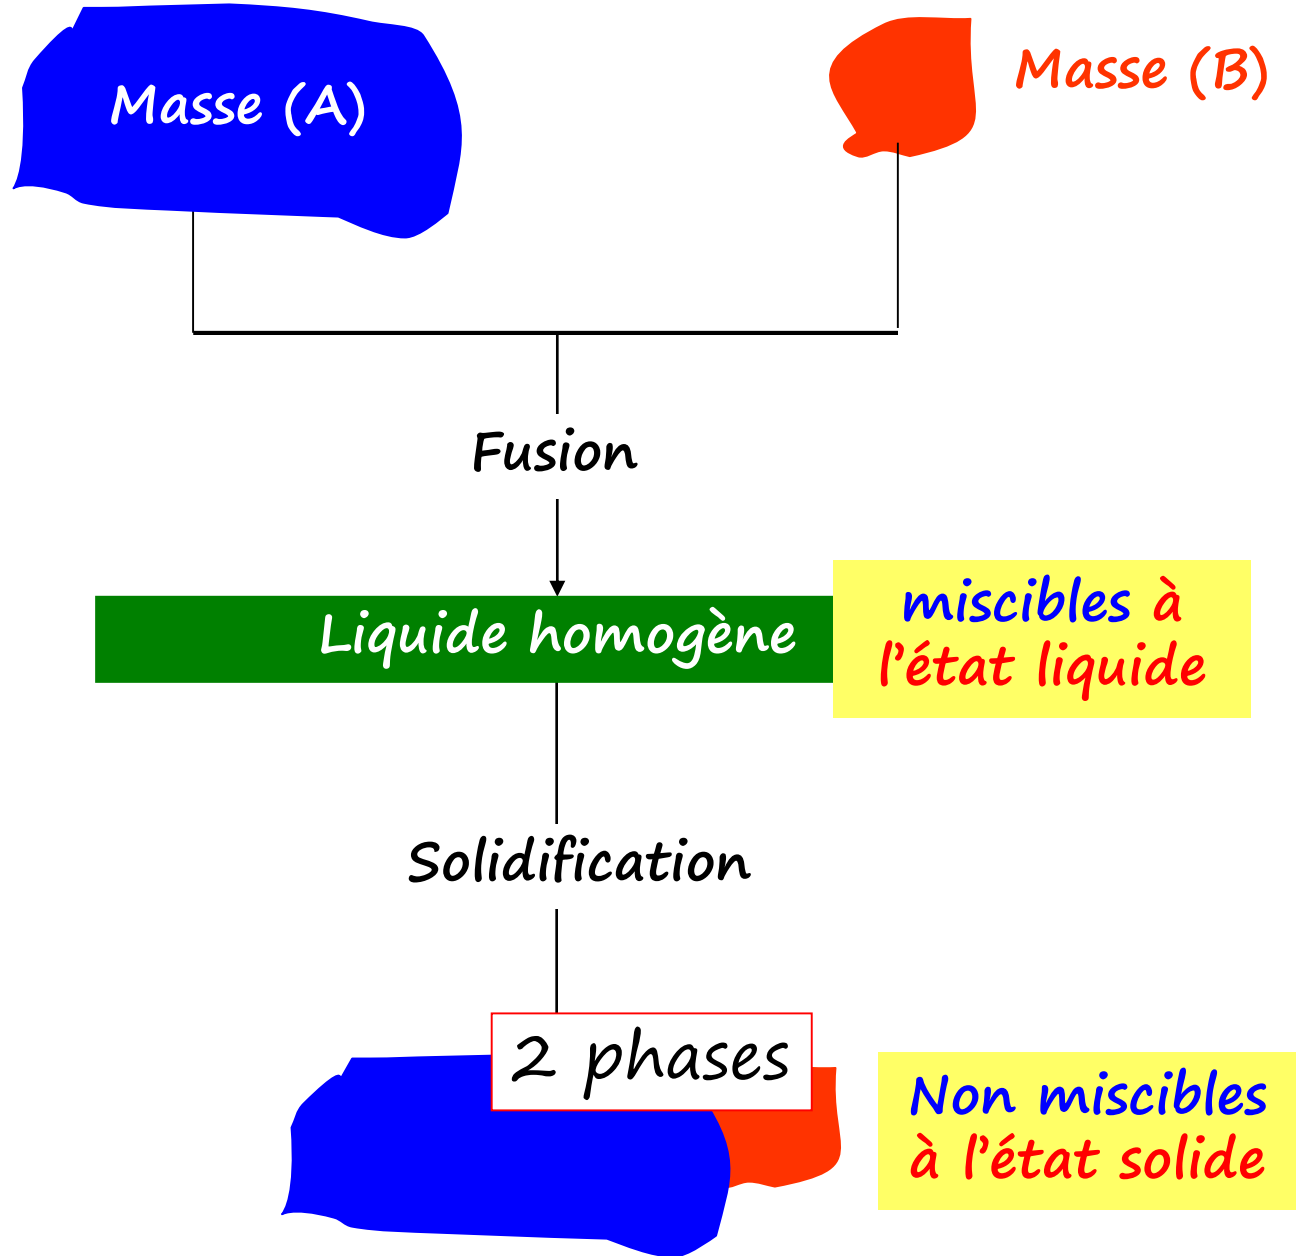 Masse (A)
Masse (B)
Fusion
Liquide homogène
miscibles à
l’état liquide
Solidification
2 phases
Non miscibles
à l’état solide